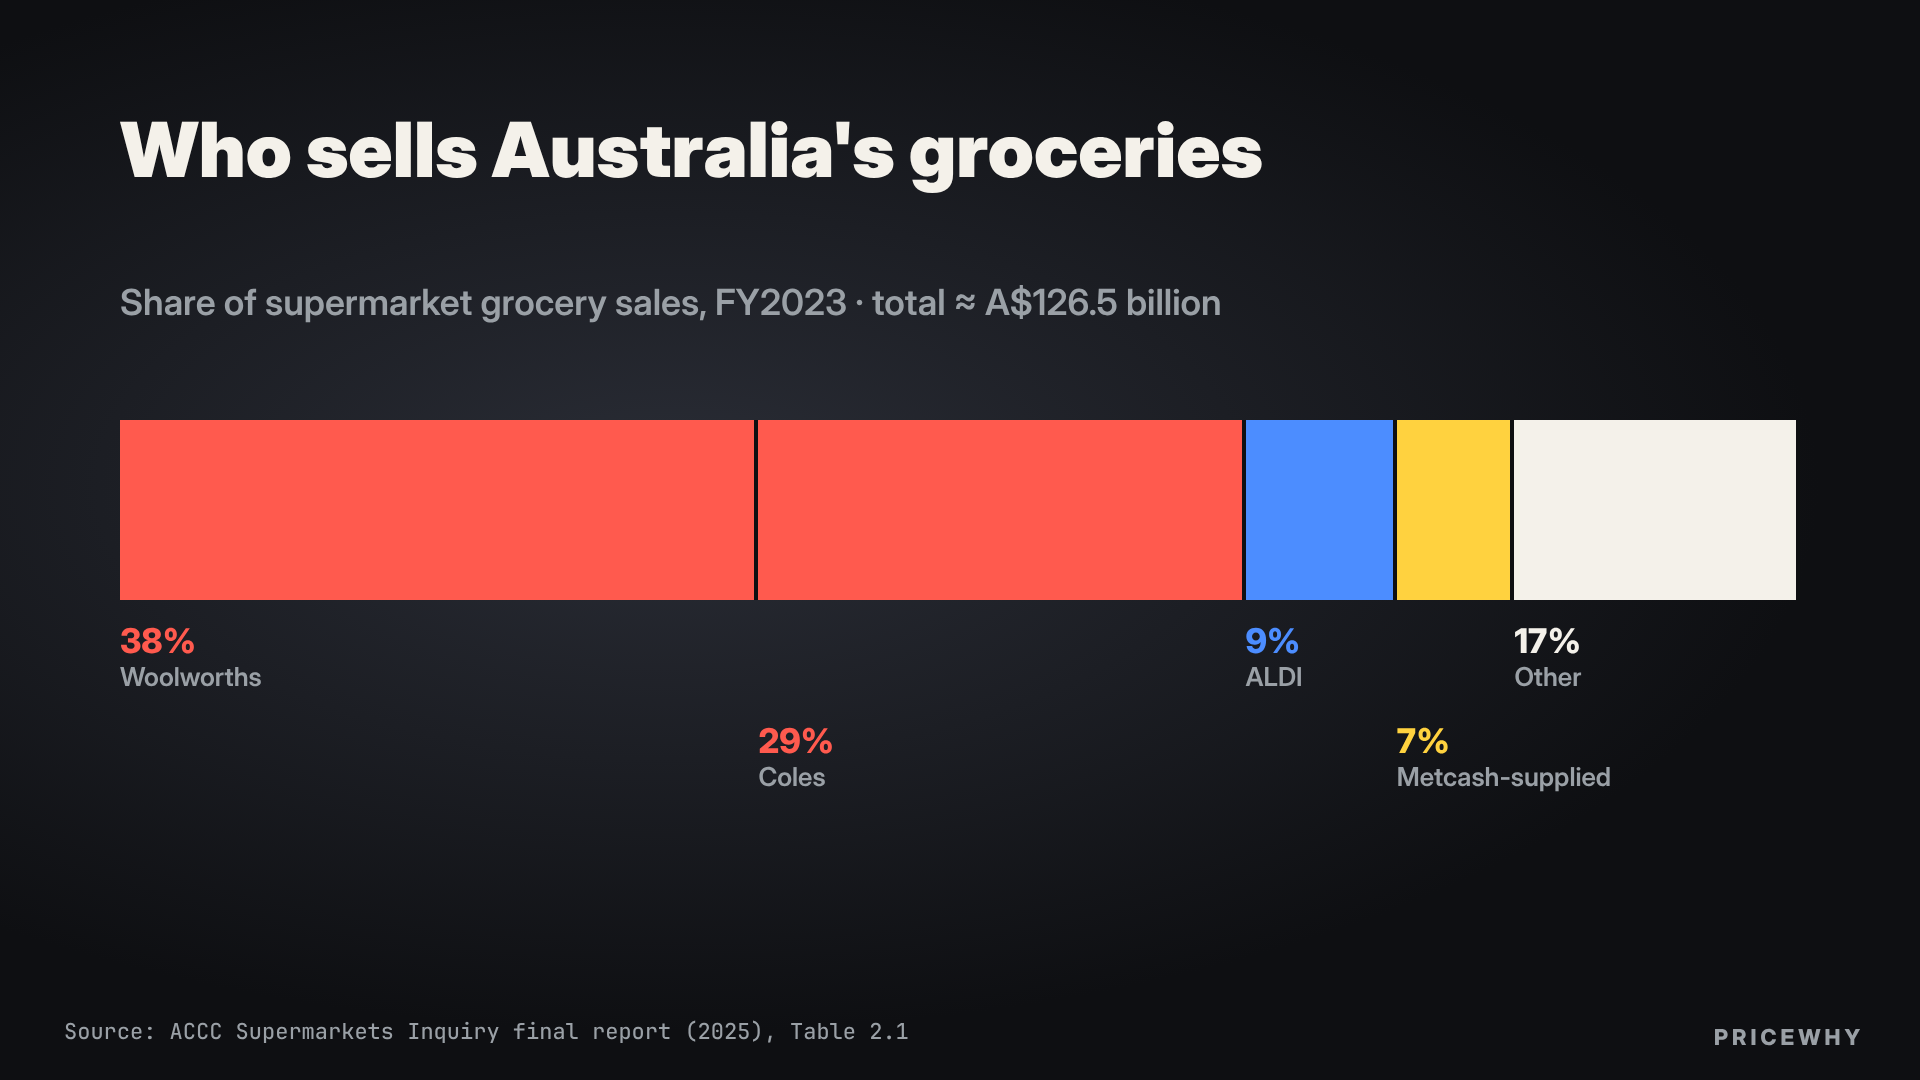 Who sells Australia's groceries
Share of supermarket grocery sales, FY2023 · total ≈ A$126.5 billion
38%
Woolworths
29%
Coles
9%
ALDI
7%
Metcash-supplied
17%
Other
Source: ACCC Supermarkets Inquiry final report (2025), Table 2.1
PRICEWHY